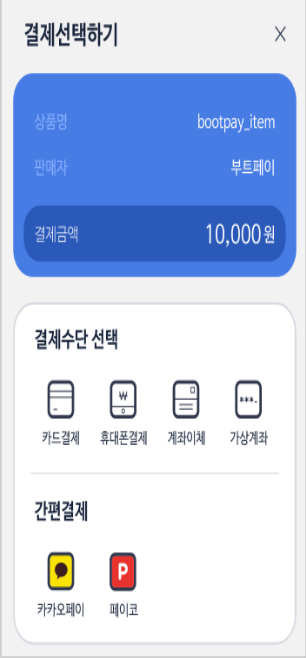 결제선택하기 X
상품명 bootpay_item
판매자 부트페이
결제금액 10,000원
결제수단 선택
₩ ***-
카드결제 휴대폰결제 계좌이체 가상계좌
간편결제
P
카카오페이 페이코